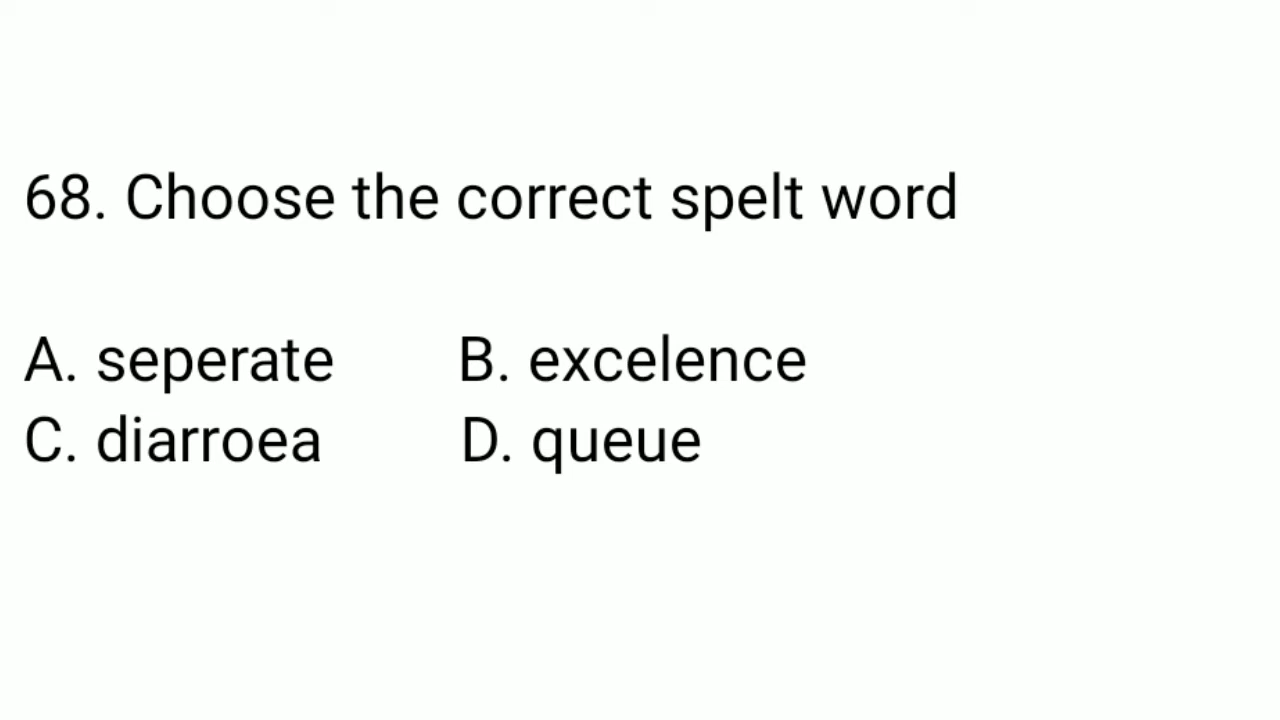 68. Choose the correct spelt word
A. seperate B. excelence
C. diarroea D. queue